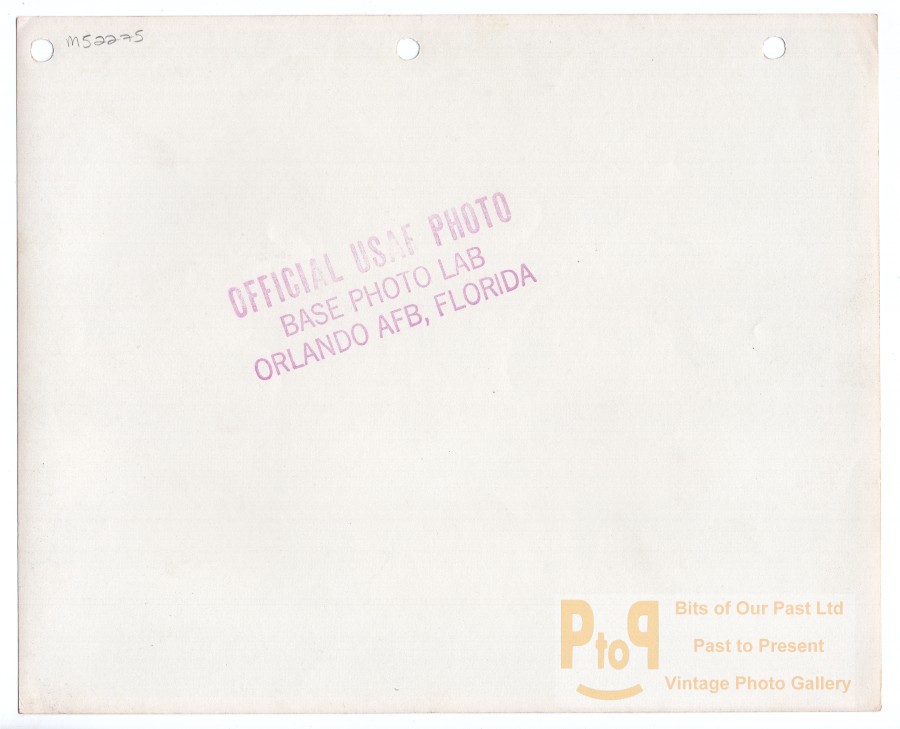 M52275
OFFICIAL USAF PHOTO
BASE PHOTO LAB
ORLANDO AFB, FLORIDA
PtoP
Bits of Our Past Ltd
Past to Present
Vintage Photo Gallery